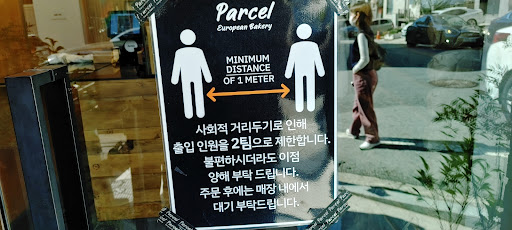 Parcel
European Bakery
MINIMUM
DISTANCE
OF 1 METER
사회적 거리두기로 인해
출입 인원을 2팀으로 제한합니다.
불편하시더라도 이점
양해 부탁 드립니다.
주문 후에는 매장 내에서
대기 부탁드립니다.